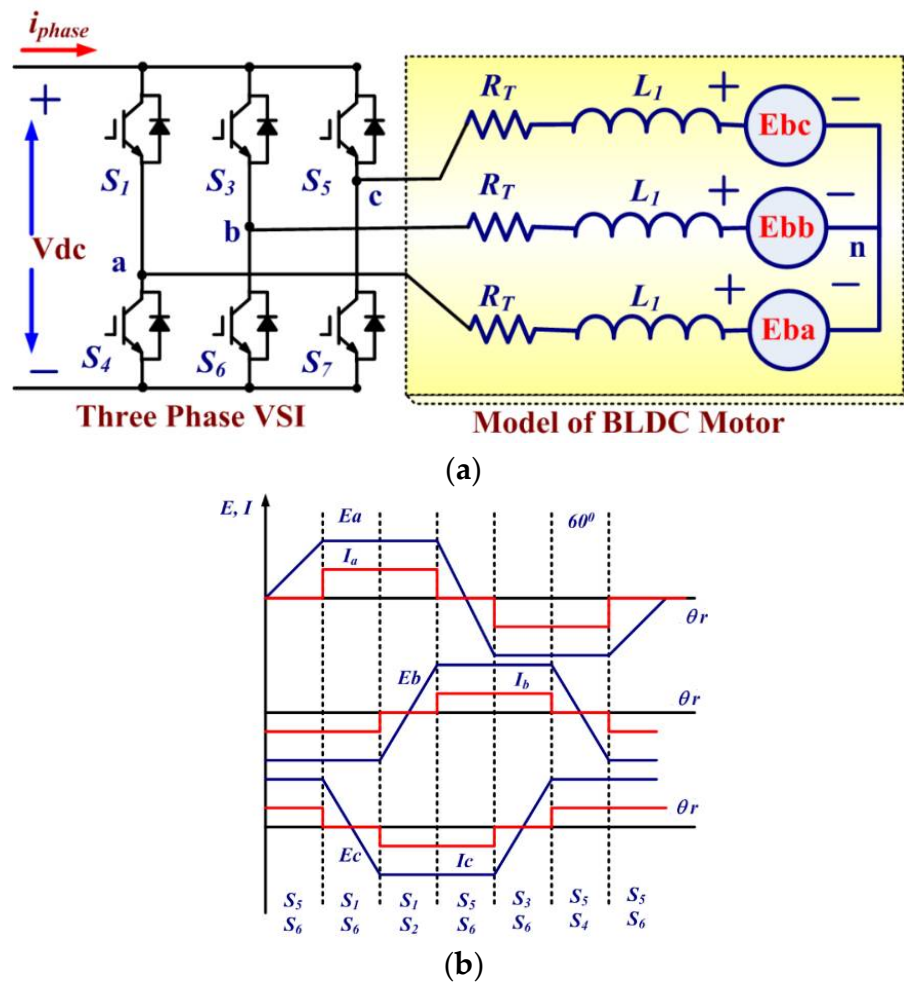 i_phase
+
Vdc
−
S1
S3
S5
S4
S6
S7
a
b
c
RT
L1
+
Ebc
−
RT
L1
+
Ebb
−
n
RT
L1
+
Eba
−
Three Phase VSI
Model of BLDC Motor
(a)
E, I
Ea
60⁰
Ia
θr
Eb
Ib
θr
θr
Ec
Ic
S5 S1 S1 S5 S3 S5 S5
S6 S6 S2 S6 S6 S4 S6
(b)